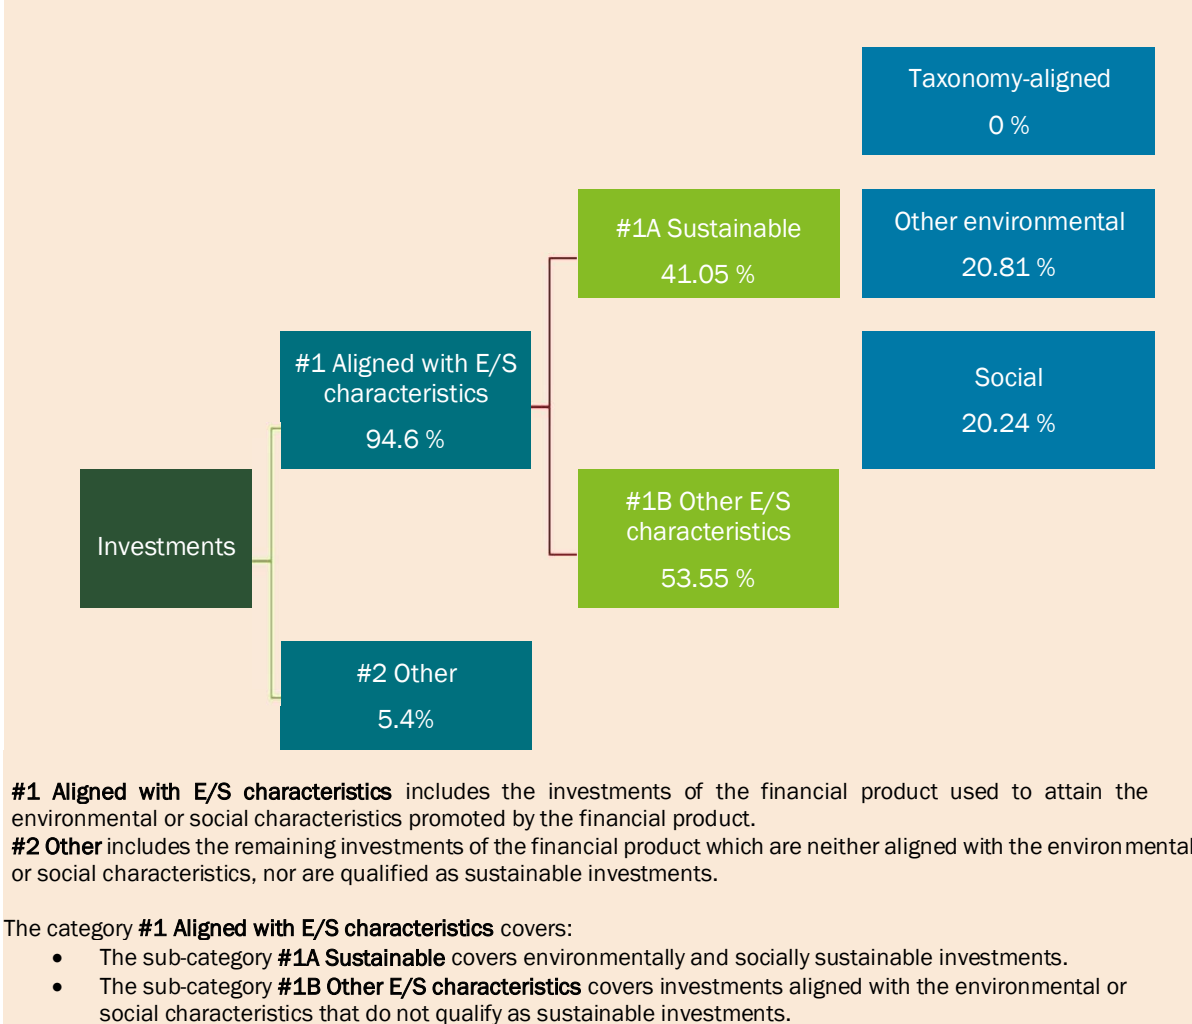 Taxonomy-aligned
0 %
#1A Sustainable
41.05 %
Other environmental
20.81 %
#1 Aligned with E/S
characteristics
94.6 %
Social
20.24 %
Investments
#1B Other E/S
characteristics
53.55 %
#2 Other
5.4%
#1 Aligned with E/S characteristics includes the investments of the financial product used to attain the
environmental or social characteristics promoted by the financial product.
#2 Other includes the remaining investments of the financial product which are neither aligned with the environmental
or social characteristics, nor are qualified as sustainable investments.
The category #1 Aligned with E/S characteristics covers:
• The sub-category #1A Sustainable covers environmentally and socially sustainable investments.
• The sub-category #1B Other E/S characteristics covers investments aligned with the environmental or
social characteristics that do not qualify as sustainable investments.